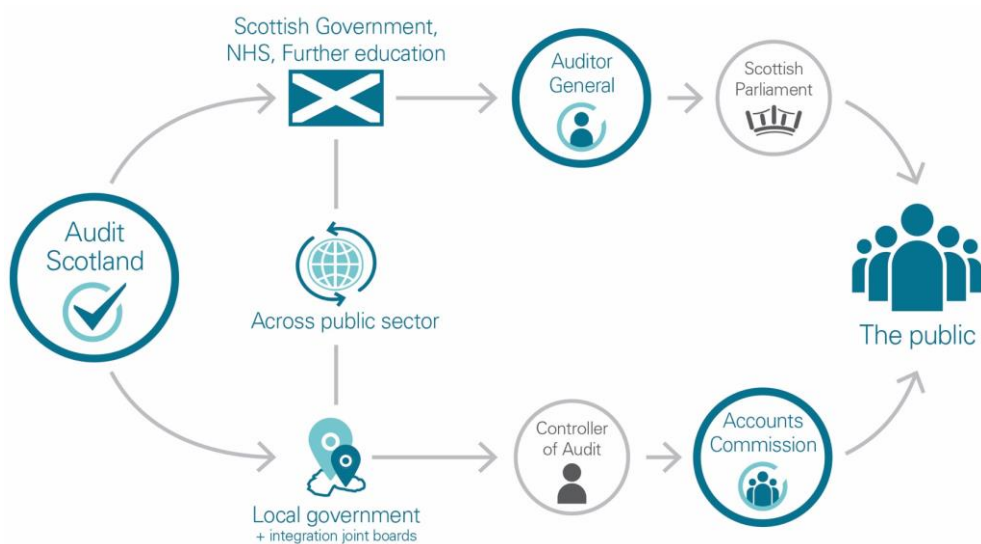 Scottish Government,
NHS, Further education
Auditor
General
Scottish
Parliament
Audit
Scotland
Across public sector
The public
Controller
of Audit
Accounts
Commission
Local government
+ integration joint boards